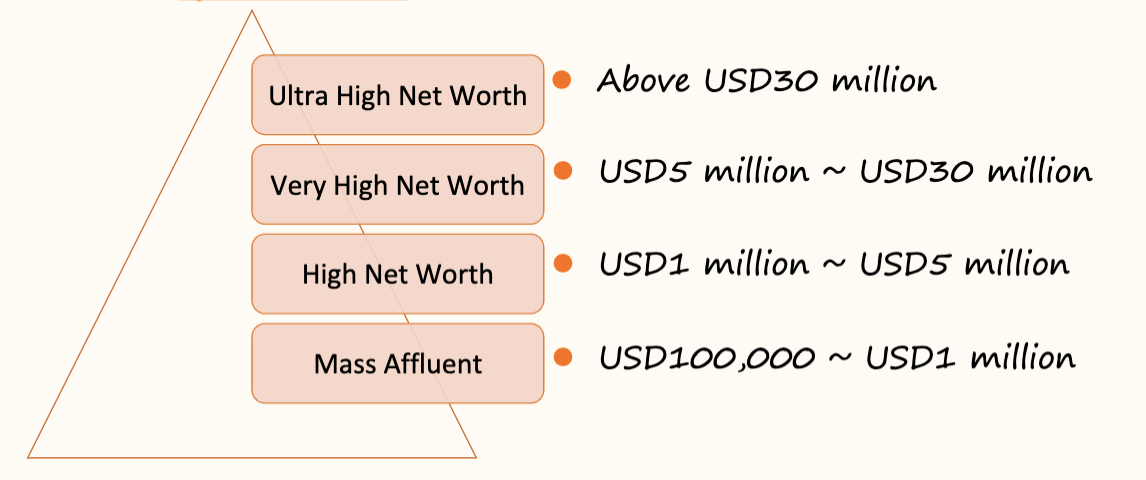 Ultra High Net Worth
Above USD30 million
Very High Net Worth
USD5 million ~ USD30 million
High Net Worth
USD1 million ~ USD5 million
Mass Affluent
USD100,000 ~ USD1 million